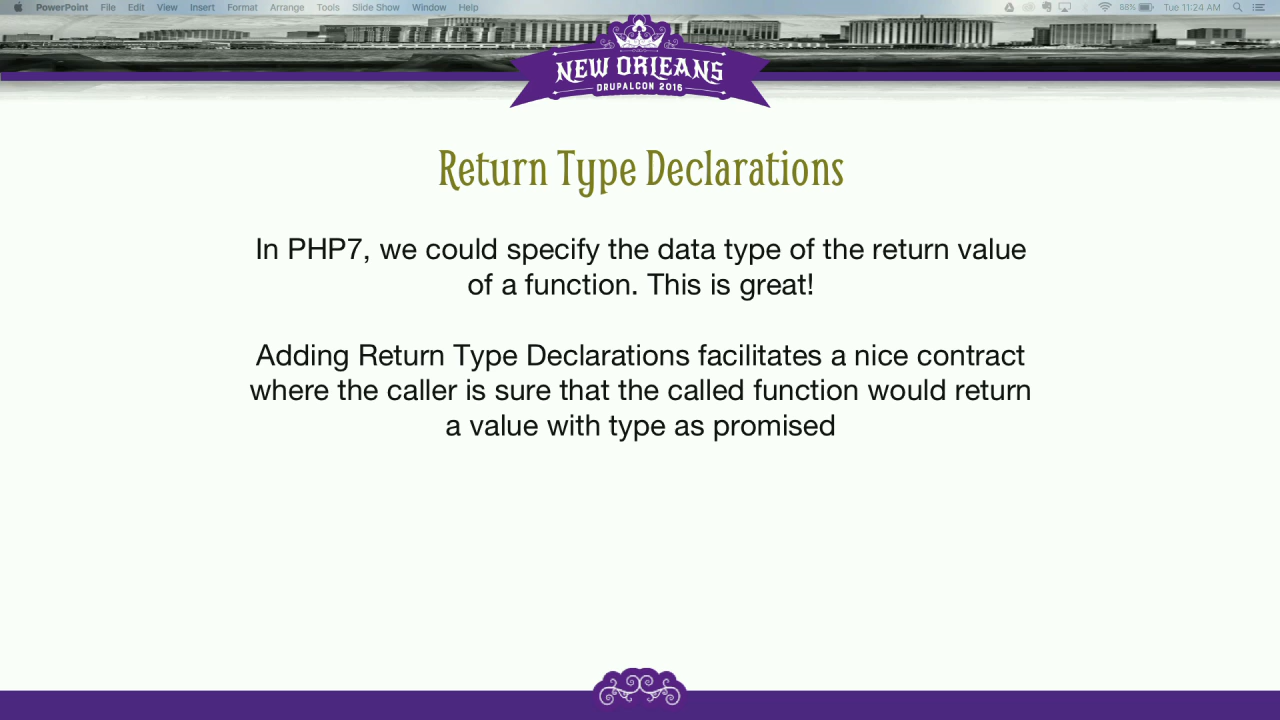 PowerPoint File Edit View Insert Format Arrange Tools Slide Show Window Help
Tue 11:24 AM
NEW ORLEANS
DRUPALCON 2016
Return Type Declarations
In PHP7, we could specify the data type of the return value
of a function. This is great!
Adding Return Type Declarations facilitates a nice contract
where the caller is sure that the called function would return
a value with type as promised